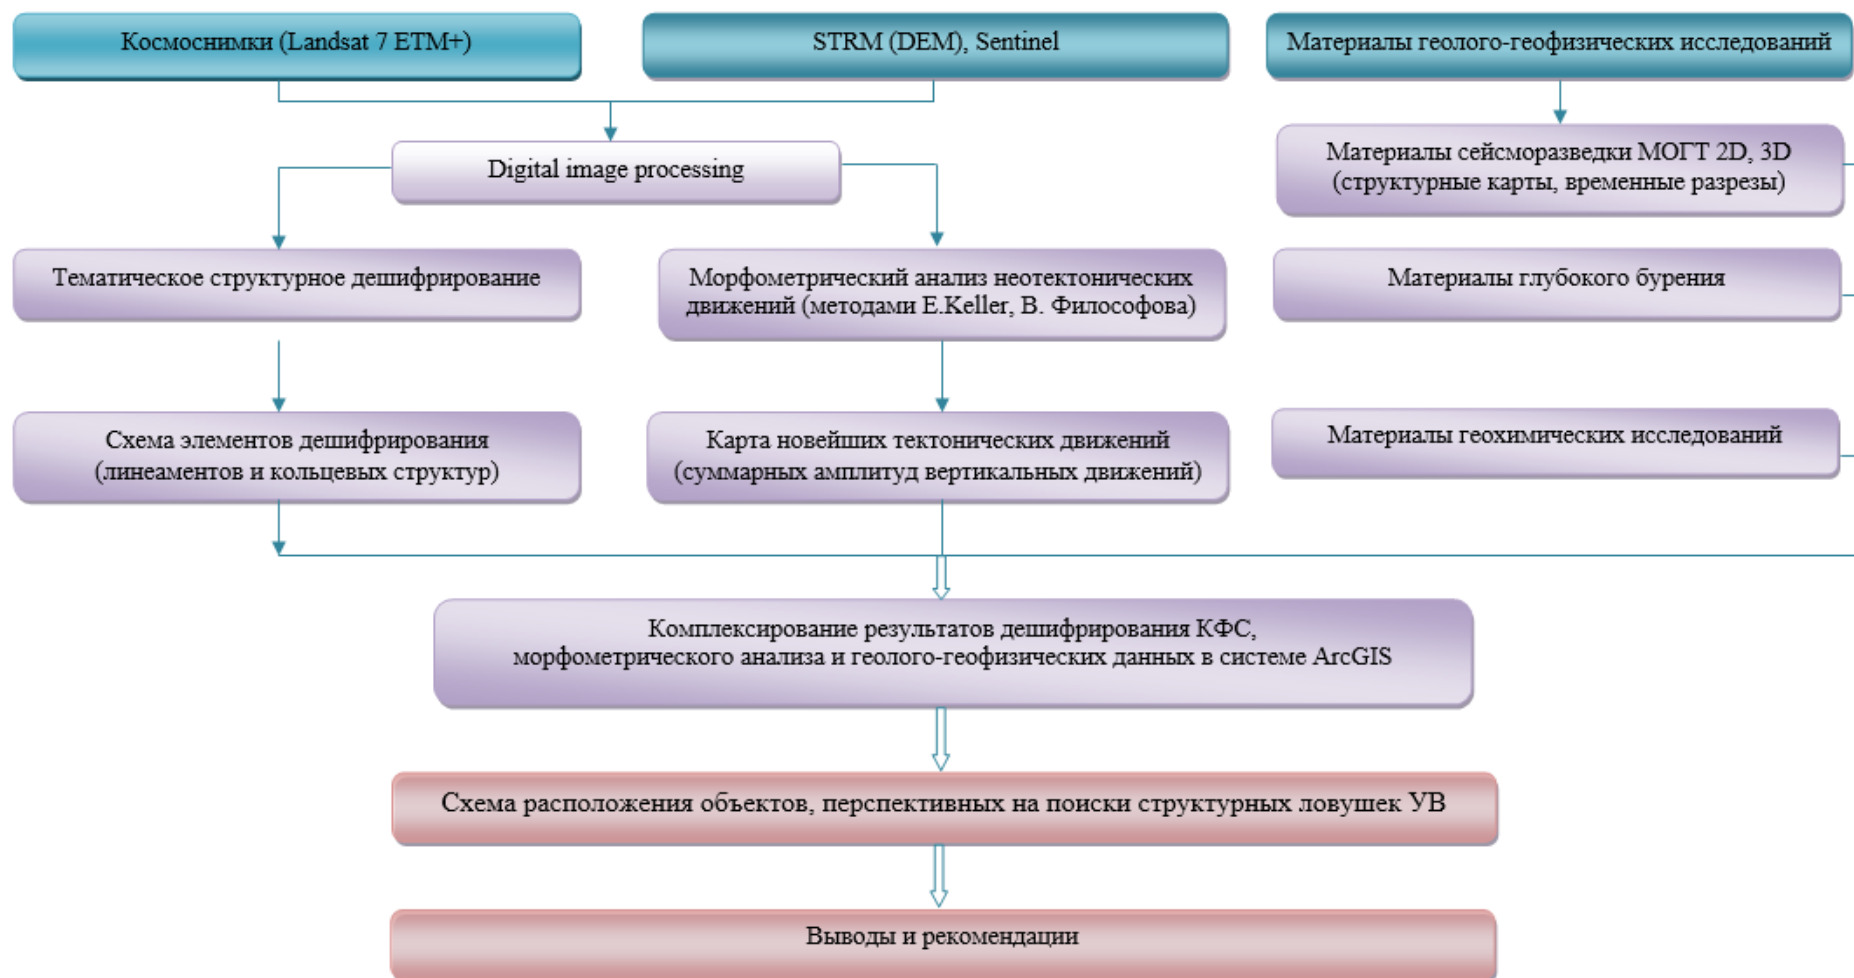 Космоснимки (Landsat 7 ETM+)
STRM (DEM), Sentinel
Материалы геолого-геофизических исследований
Digital image processing
Материалы сейсморазведки МОГТ 2D, 3D
(структурные карты, временные разрезы)
Тематическое структурное дешифрирование
Морфометрический анализ неотектонических
движений (методами E.Keller, В. Философова)
Материалы глубокого бурения
Схема элементов дешифрирования
(линеаментов и кольцевых структур)
Карта новейших тектонических движений
(суммарных амплитуд вертикальных движений)
Материалы геохимических исследований
Комплексирование результатов дешифрирования КФС,
морфометрического анализа и геолого-геофизических данных в системе ArcGIS
Схема расположения объектов, перспективных на поиски структурных ловушек УВ
Выводы и рекомендации